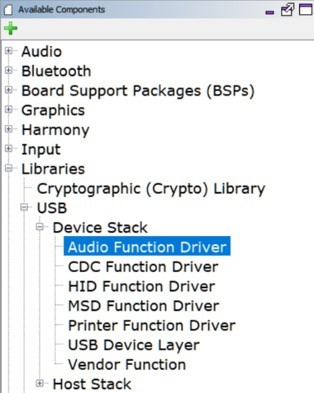 Available Components
Audio
Bluetooth
Board Support Packages (BSPs)
Graphics
Harmony
Input
Libraries
Cryptographic (Crypto) Library
USB
Device Stack
Audio Function Driver
CDC Function Driver
HID Function Driver
MSD Function Driver
Printer Function Driver
USB Device Layer
Vendor Function
Host Stack